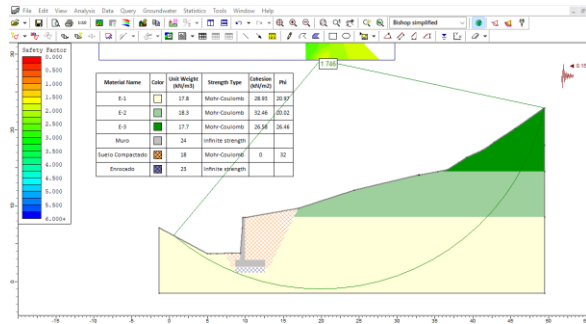 File Edit View Analysis Data Query Groundwater Statistics Tools Window Help
Bishop simplified
Safety Factor
0.000
0.500
1.000
1.500
2.000
2.500
3.000
3.500
4.000
4.500
5.000
5.500
6.000+
1.746
Material Name Color Unit Weight (kN/m3) Strength Type Cohesion (kN/m2) Phi
E-1 17.8 Mohr-Coulomb 28.93 20.97
E-2 18.3 Mohr-Coulomb 32.46 20.02
E-3 17.7 Mohr-Coulomb 26.58 26.46
Muro 24 Infinite strength
Suelo Compactado 18 Mohr-Coulomb 0 32
Enrocado 23 Infinite strength
0.15
20
10
0
-15 -10 -5 0 5 10 15 20 25 30 35 40 45 50